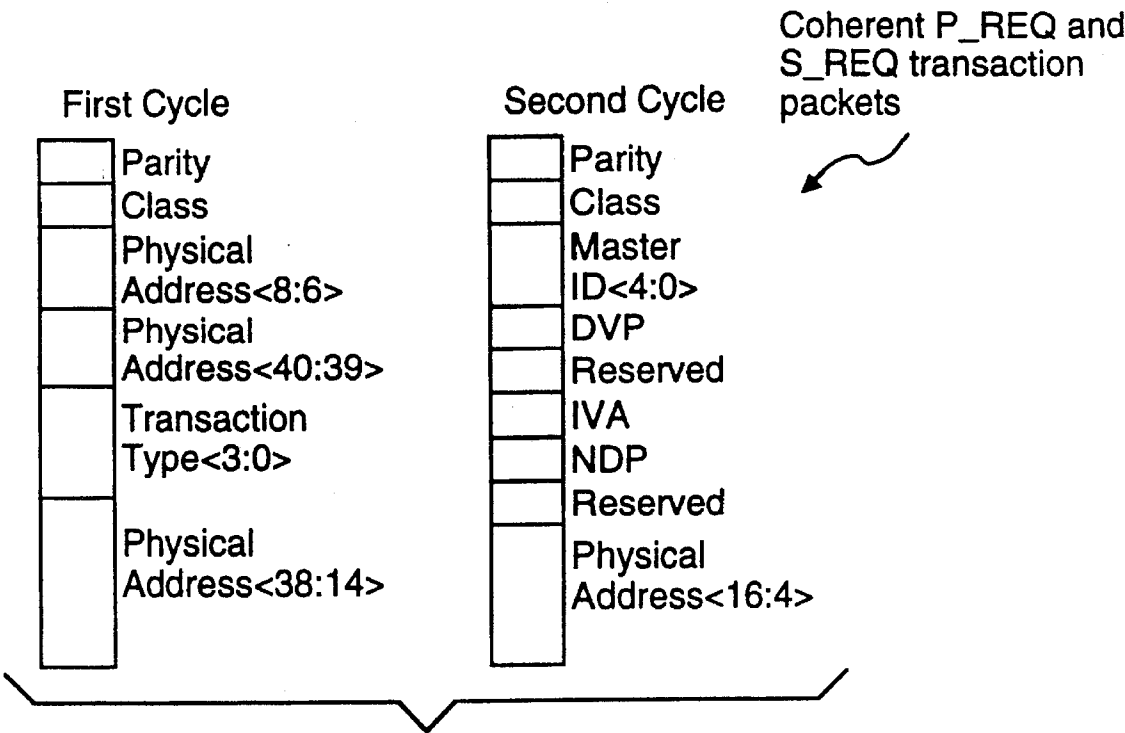 Coherent P_REQ and
S_REQ transaction
packets
First Cycle
Parity
Class
Physical
Address<8:6>
Physical
Address<40:39>
Transaction
Type<3:0>
Physical
Address<38:14>
Second Cycle
Parity
Class
Master
ID<4:0>
DVP
Reserved
IVA
NDP
Reserved
Physical
Address<16:4>